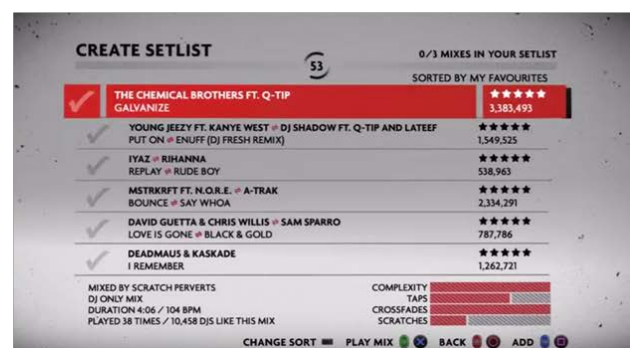 CREATE SETLIST
53
0/3 MIXES IN YOUR SETLIST
SORTED BY MY FAVOURITES
THE CHEMICAL BROTHERS FT. Q-TIP
GALVANIZE
3,383,493
YOUNG JEEZY FT. KANYE WEST DJ SHADOW FT. Q-TIP AND LATEEF
PUT ON ENUFF (DJ FRESH REMIX)
1,549,525
IYAZ RIHANNA
REPLAY RUDE BOY
538,963
MSTRKRFT FT. N.O.R.E. A-TRAK
BOUNCE SAY WHOA
2,334,291
DAVID GUETTA & CHRIS WILLIS SAM SPARRO
LOVE IS GONE BLACK & GOLD
787,786
DEADMAU5 & KASKADE
I REMEMBER
1,262,721
MIXED BY SCRATCH PERVERTS
DJ ONLY MIX
DURATION 4:06 / 104 BPM
PLAYED 38 TIMES / 10,458 DJS LIKE THIS MIX
COMPLEXITY
TAPS
CROSSFADES
SCRATCHES
CHANGE SORT PLAY MIX BACK ADD